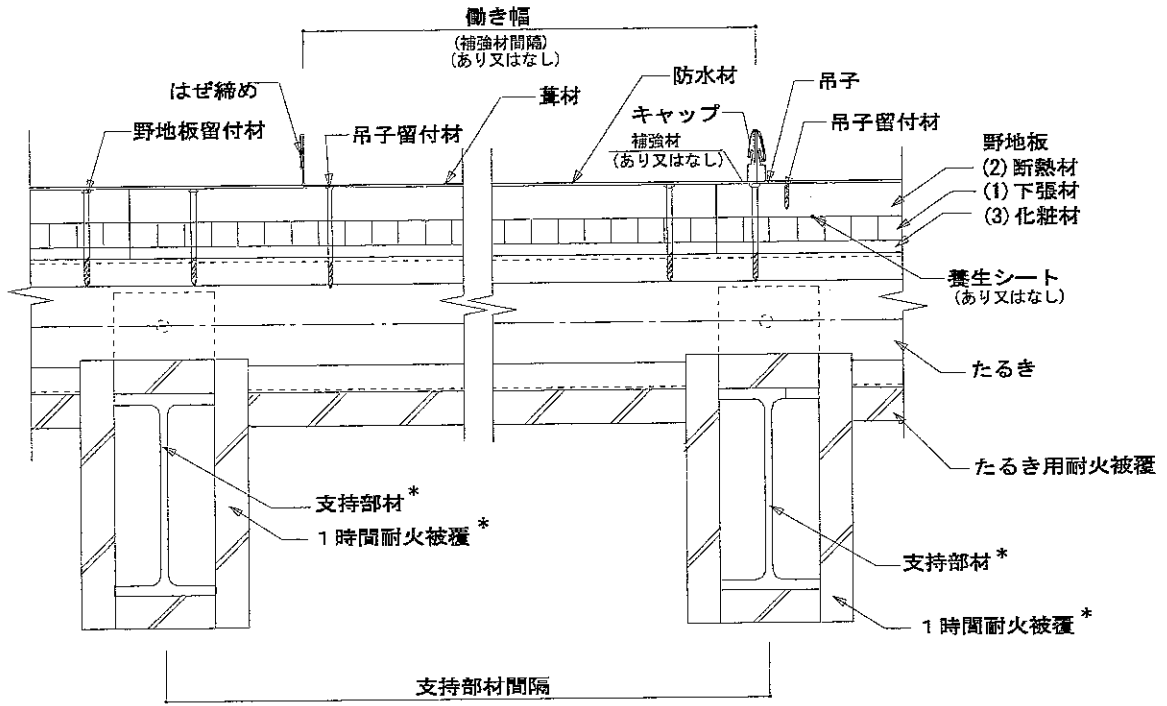 働き幅
(補強材間隔)
(あり又はなし)
はぜ締め
野地板留付材
吊子留付材
葺材
防水材
キャップ
補強材
(あり又はなし)
吊子
吊子留付材
野地板
(2) 断熱材
(1) 下張材
(3) 化粧材
養生シート
(あり又はなし)
たるき
たるき用耐火被覆
支持部材*
1時間耐火被覆*
支持部材*
1時間耐火被覆*
支持部材間隔